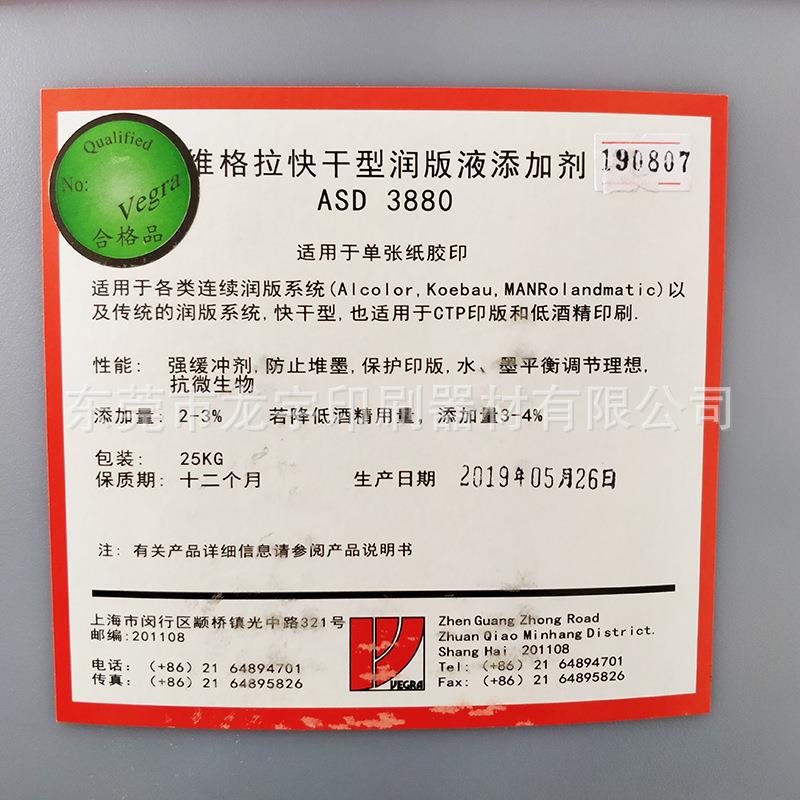 Qualified
No:
Vegra
合格品
维格拉快干型润版液添加剂
190807
ASD 3880
适用于单张纸胶印
适用于各类连续润版系统(Alcolor,Koebau,MANRolandmatic)以
及传统的润版系统,快干型,也适用于CTP印版和低酒精印刷.
性能: 强缓冲剂,防止堆墨,保护印版,水、墨平衡调节理想,
抗微生物
东莞市龙宇印刷器材有限公司
添加量: 2-3% 若降低酒精用量,添加量3-4%
包装: 25KG
保质期: 十二个月 生产日期 2019年05月26日
注: 有关产品详细信息请参阅产品说明书
上海市闵行区颛桥镇光中路321号
邮编:201108
电话: (+86) 21 64894701
传真: (+86) 21 64895826
VEGRA
Zhen Guang Zhong Road
Zhuan Qiao Minhang District.
Shang Hai 201108
Tel: (+86) 21 64894701
Fax: (+86) 21 64895826